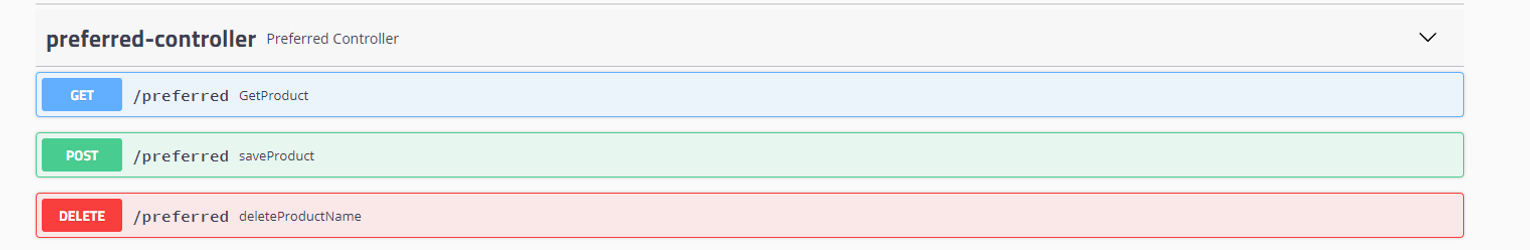 preferred-controller Preferred Controller
GET /preferred GetProduct
POST /preferred saveProduct
DELETE /preferred deleteProductName